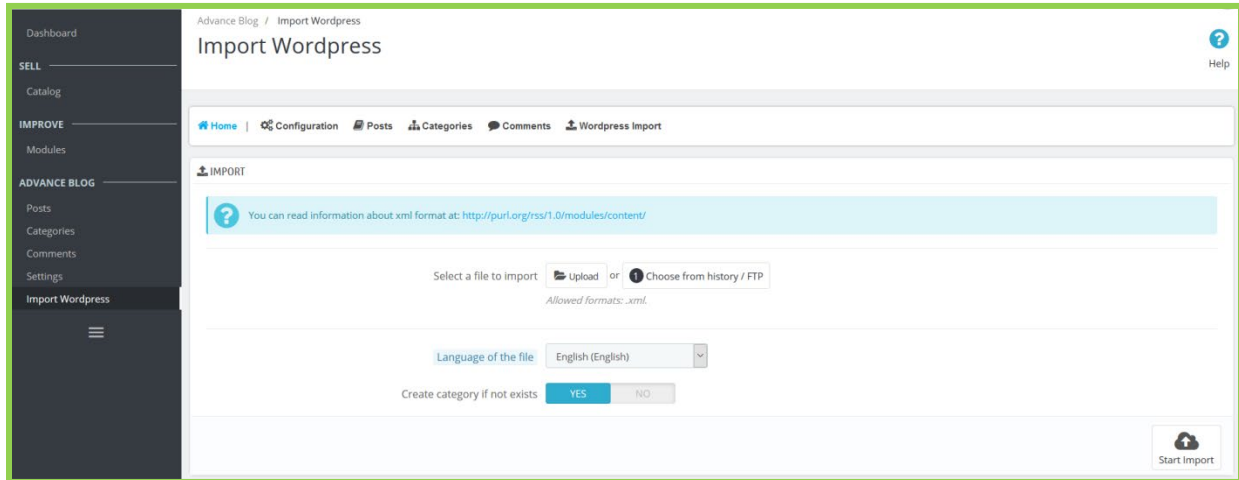 Dashboard
SELL
Catalog
IMPROVE
Modules
ADVANCE BLOG
Posts
Categories
Comments
Settings
Import Wordpress
Advance Blog / Import Wordpress
Import Wordpress
Help
Home | Configuration Posts Categories Comments Wordpress Import
IMPORT
You can read information about xml format at: http://purl.org/rss/1.0/modules/content/
Select a file to import Upload or 1 Choose from history / FTP
Allowed formats: .xml.
Language of the file English (English)
Create category if not exists YES NO
Start Import